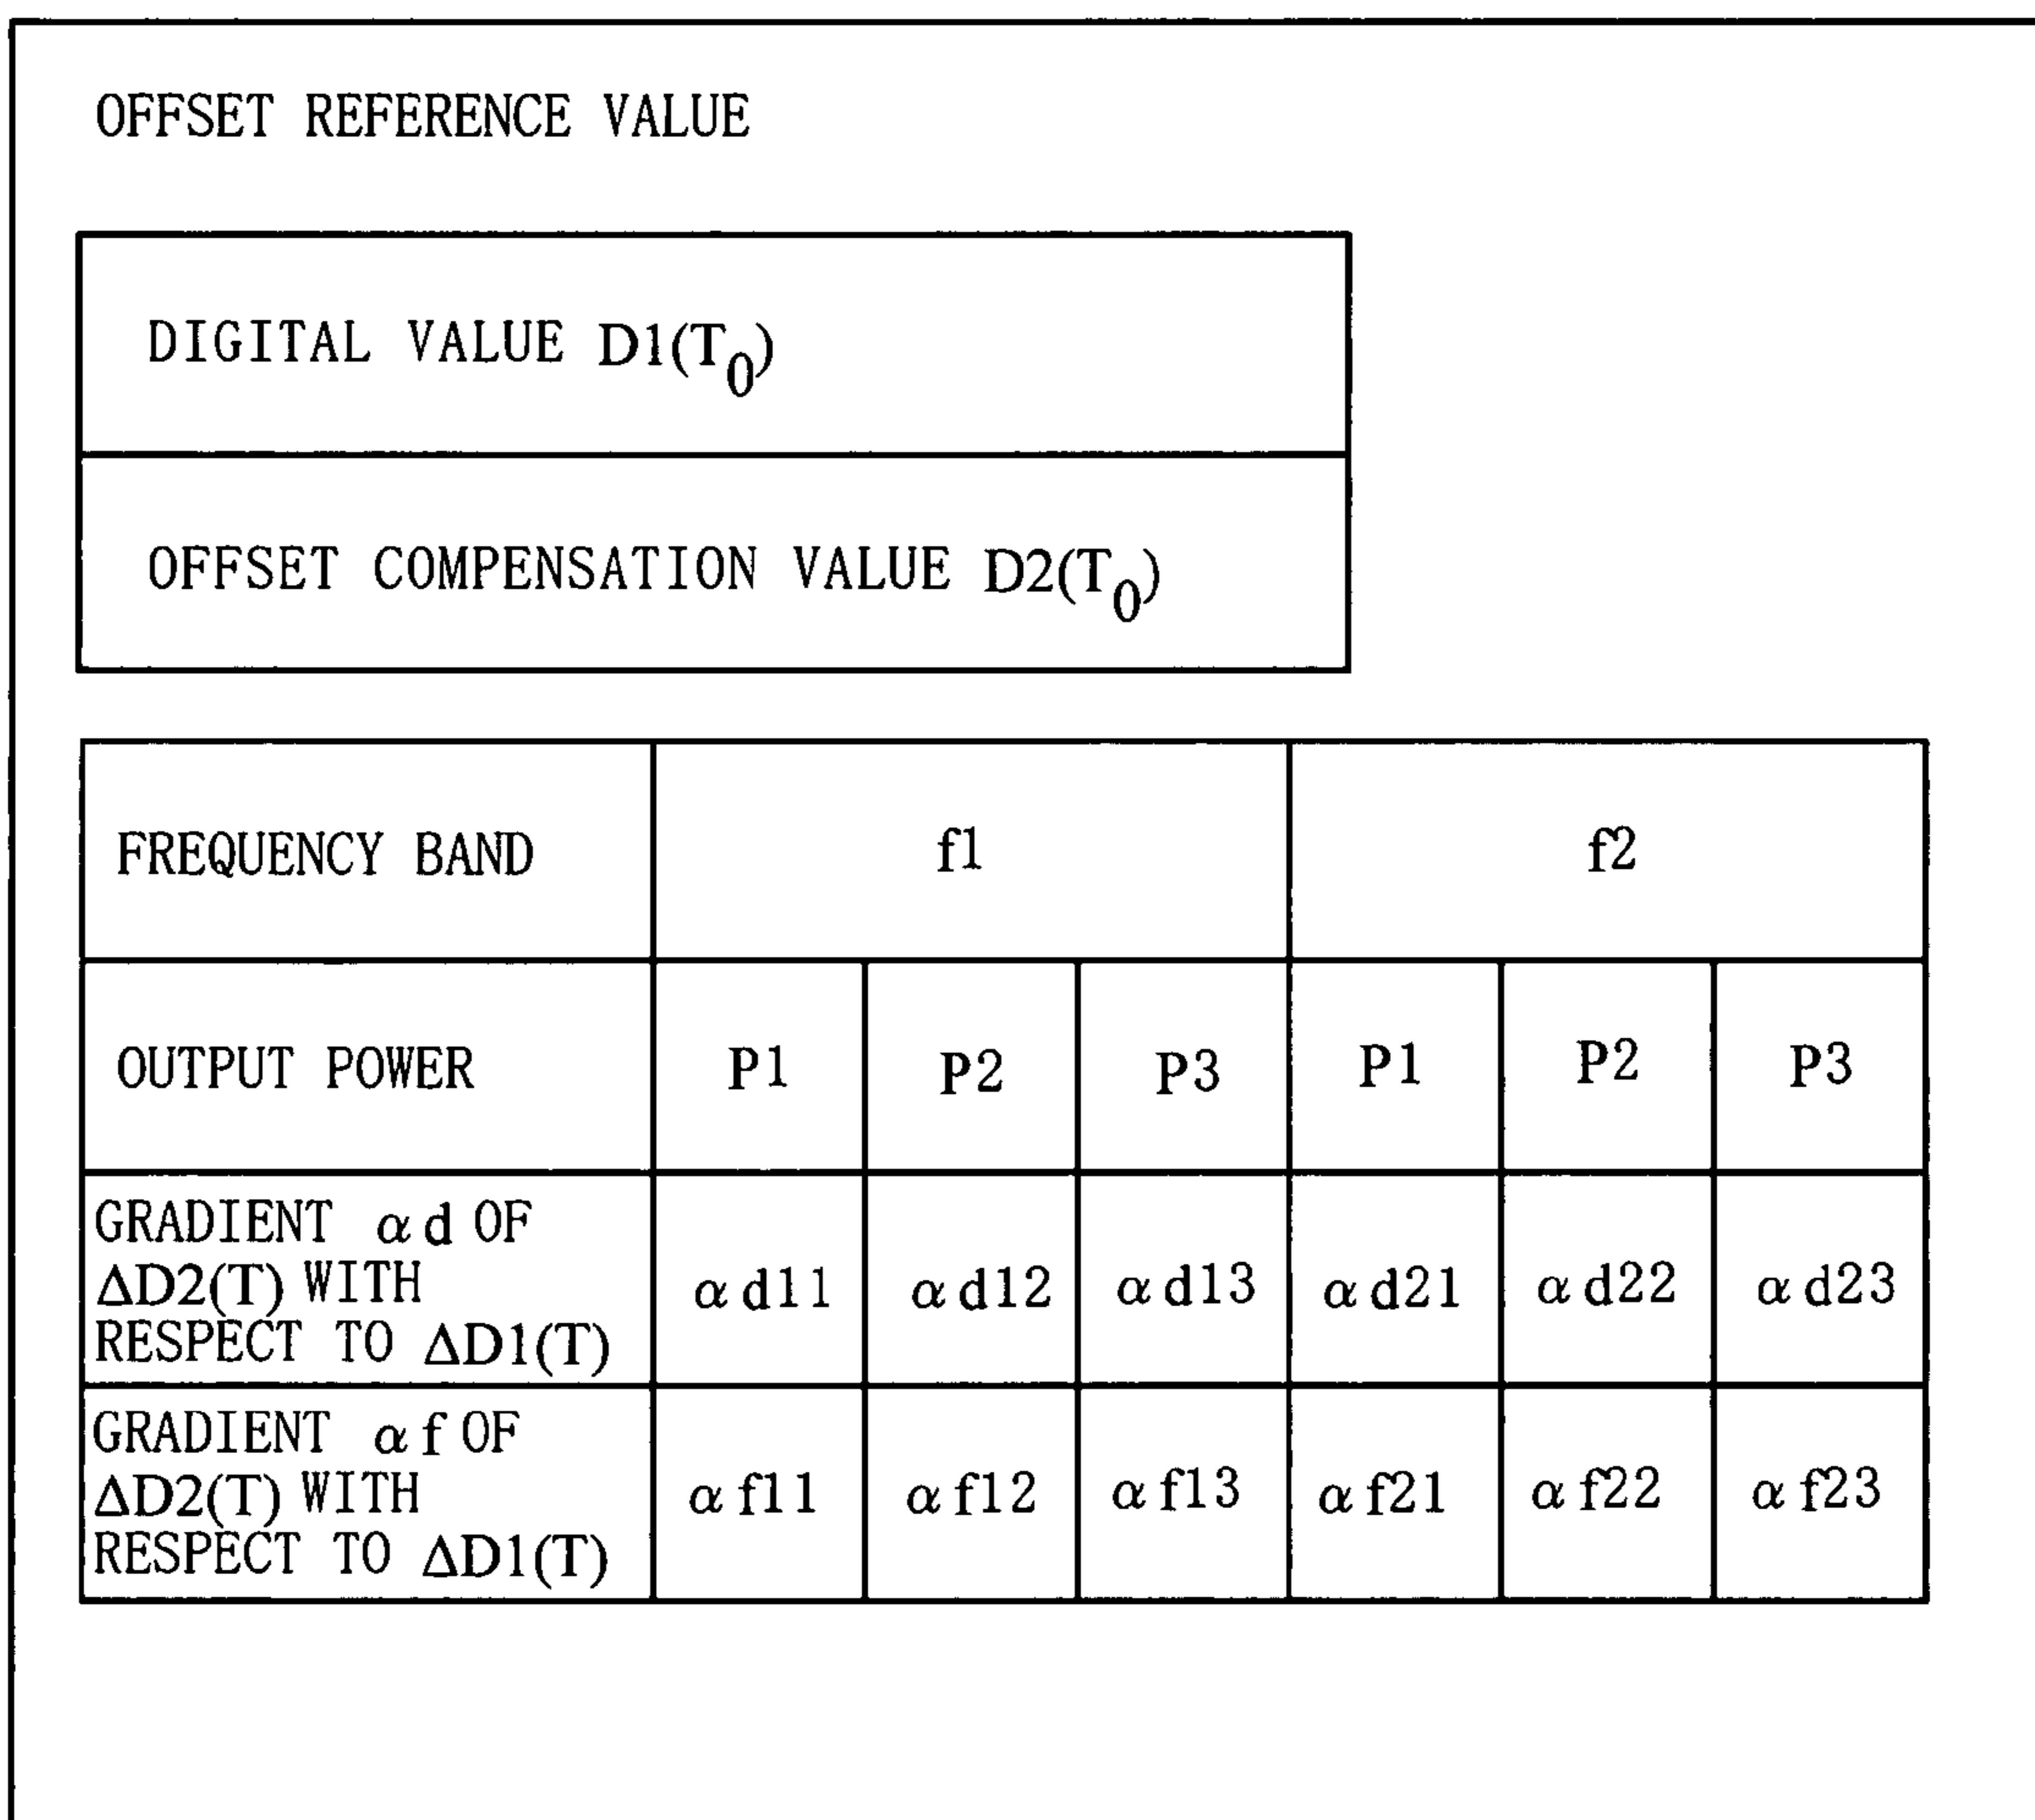 OFFSET REFERENCE VALUE
DIGITAL VALUE D1(T₀)
OFFSET COMPENSATION VALUE D2(T₀)
FREQUENCY BAND f1 f2
OUTPUT POWER P1 P2 P3 P1 P2 P3
GRADIENT αd OF
ΔD2(T) WITH
RESPECT TO ΔD1(T)
αd11 αd12 αd13 αd21 αd22 αd23
GRADIENT αf OF
ΔD2(T) WITH
RESPECT TO ΔD1(T)
αf11 αf12 αf13 αf21 αf22 αf23